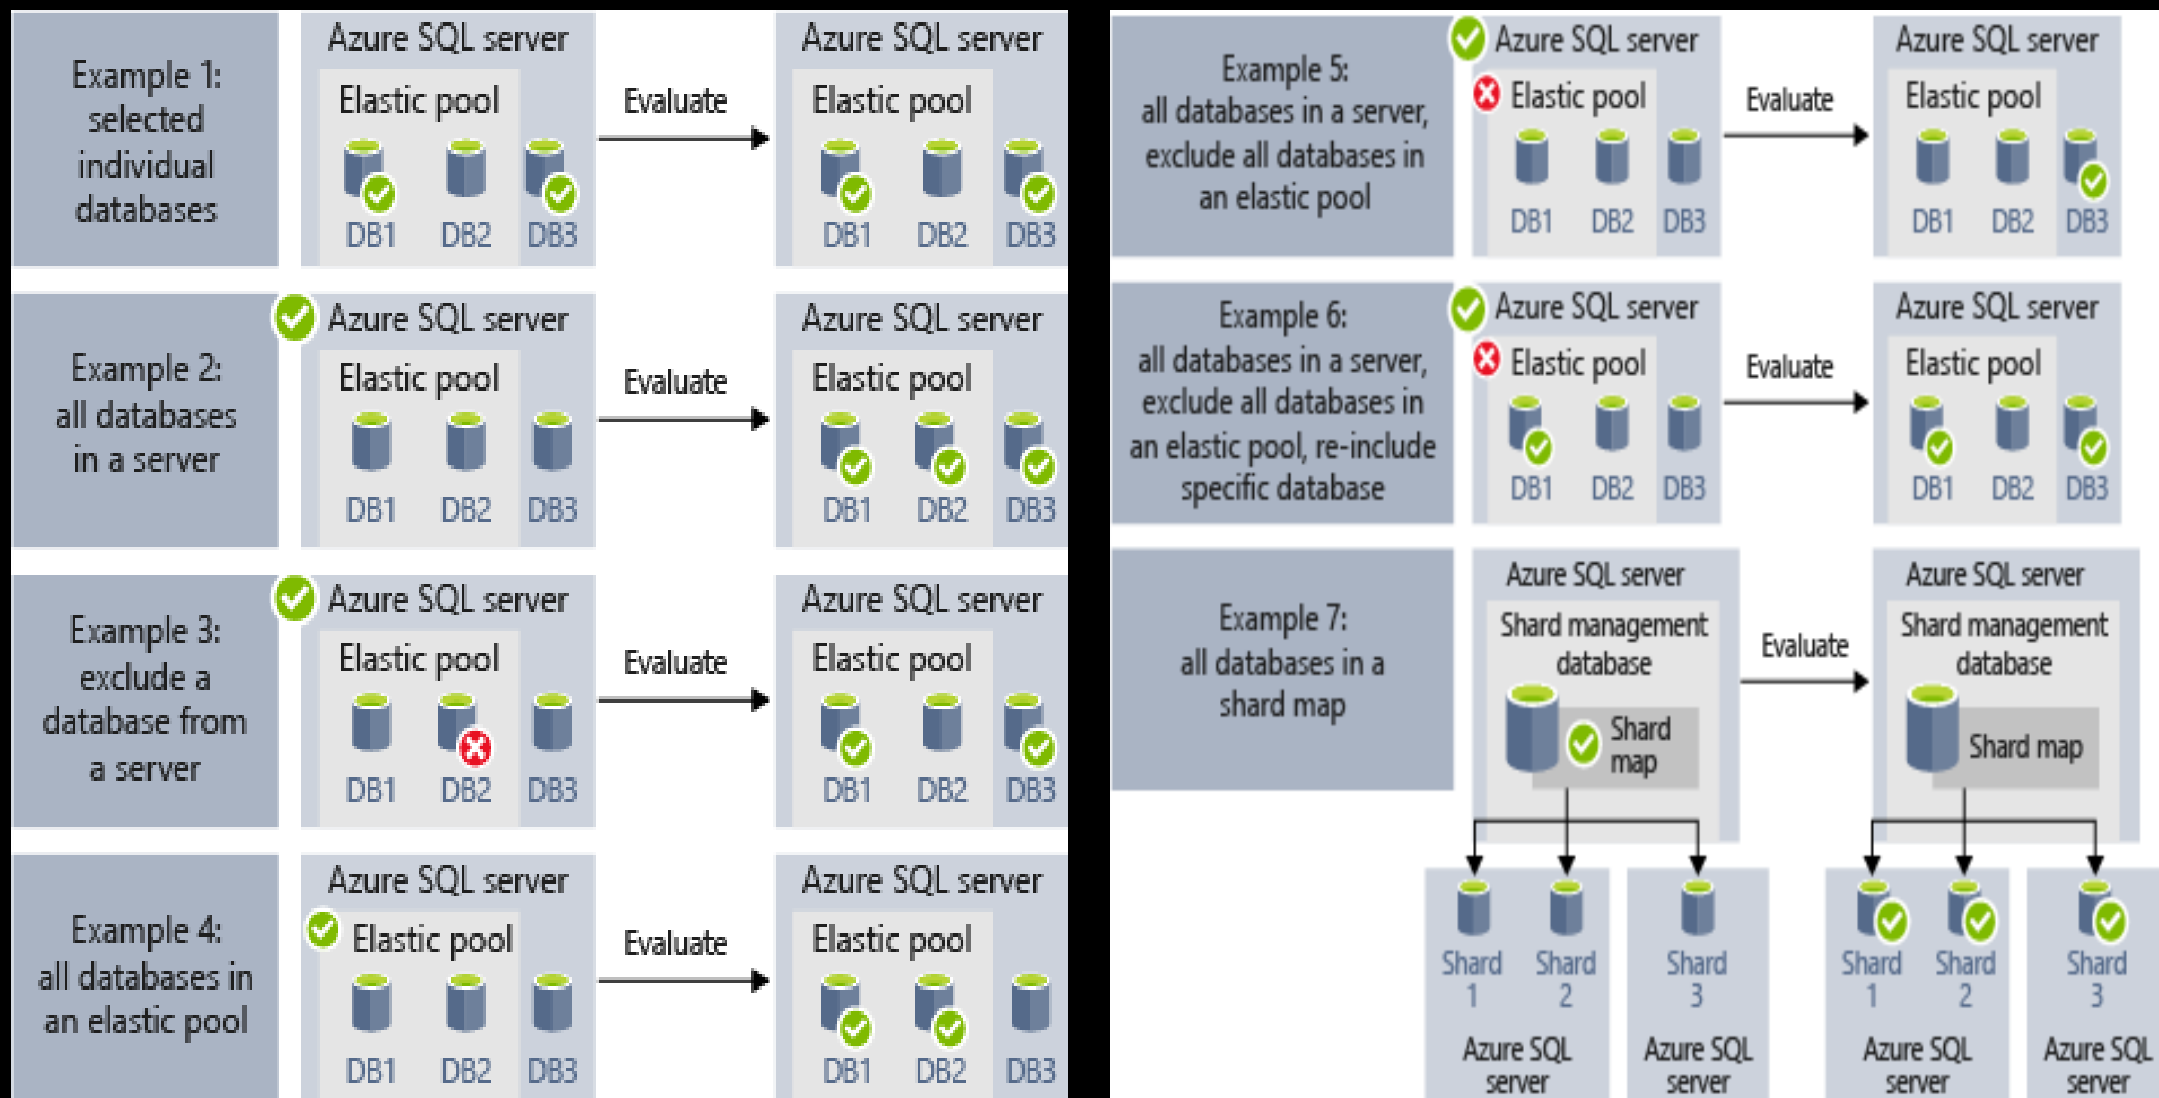 Example 1:
selected
individual
databases
Azure SQL server
Elastic pool
DB1 DB2 DB3
Evaluate
Azure SQL server
Elastic pool
DB1 DB2 DB3
Example 2:
all databases
in a server
Azure SQL server
Elastic pool
DB1 DB2 DB3
Evaluate
Azure SQL server
Elastic pool
DB1 DB2 DB3
Example 3:
exclude a
database from
a server
Azure SQL server
Elastic pool
DB1 DB2 DB3
Evaluate
Azure SQL server
Elastic pool
DB1 DB2 DB3
Example 4:
all databases in
an elastic pool
Azure SQL server
Elastic pool
DB1 DB2 DB3
Evaluate
Azure SQL server
Elastic pool
DB1 DB2 DB3
Example 5:
all databases in a server,
exclude all databases in
an elastic pool
Azure SQL server
Elastic pool
DB1 DB2 DB3
Evaluate
Azure SQL server
Elastic pool
DB1 DB2 DB3
Example 6:
all databases in a server,
exclude all databases in
an elastic pool, re-include
specific database
Azure SQL server
Elastic pool
DB1 DB2 DB3
Evaluate
Azure SQL server
Elastic pool
DB1 DB2 DB3
Example 7:
all databases in a
shard map
Azure SQL server
Shard management
database
Shard
map
Shard
1
Shard
2
Shard
3
Azure SQL
server
Azure SQL
server
Evaluate
Azure SQL server
Shard management
database
Shard map
Shard
1
Shard
2
Shard
3
Azure SQL
server
Azure SQL
server